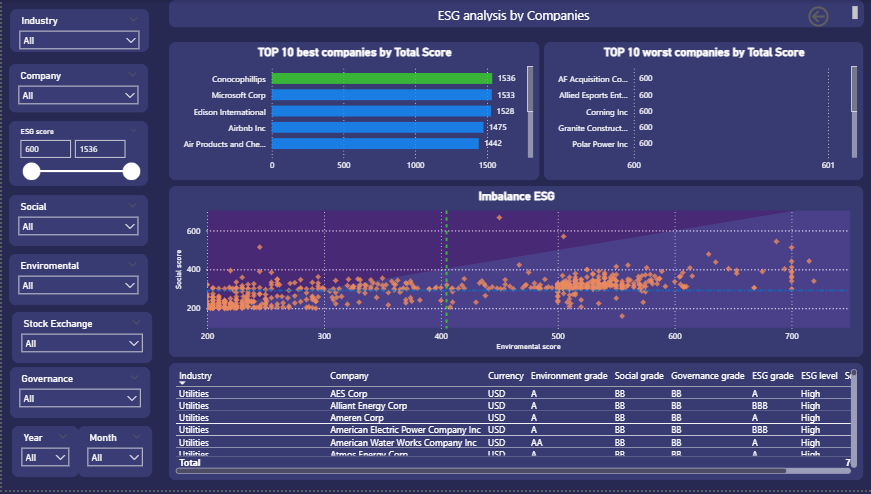 ESG analysis by Companies
Industry
All
Company
All
ESG score
600 1536
Social
All
Enviromental
All
Stock Exchange
All
Governance
All
Year Month
All All
TOP 10 best companies by Total Score
Conocophillips 1536
Microsoft Corp 1533
Edison International 1528
Airbnb Inc 1475
Air Products and Che... 1442
0 500 1000 1500
TOP 10 worst companies by Total Score
AF Acquisition Co... 600
Allied Esports Ent... 600
Corning Inc 600
Granite Construct... 600
Polar Power Inc 600
600 601
Imbalance ESG
Social score
600
400
200
200 300 400 500 600 700
Enviromental score
Industry Company Currency Environment grade Social grade Governance grade ESG grade ESG level
Utilities AES Corp USD A BB BB A High
Utilities Alliant Energy Corp USD A BB BB BBB High
Utilities Ameren Corp USD A BB BB A High
Utilities American Electric Power Company Inc USD A BB BB BBB High
Utilities American Water Works Company Inc USD AA BB BB A High
Utilities Atmos Energy Corp USD A BB BB A High
Total 7